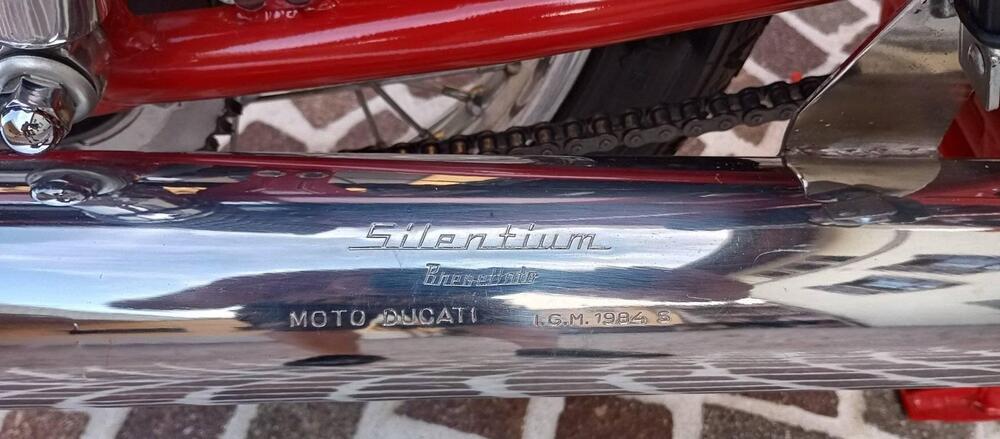 Silentium
Brevettato
MOTO DUCATI I.G.M. 1984 S